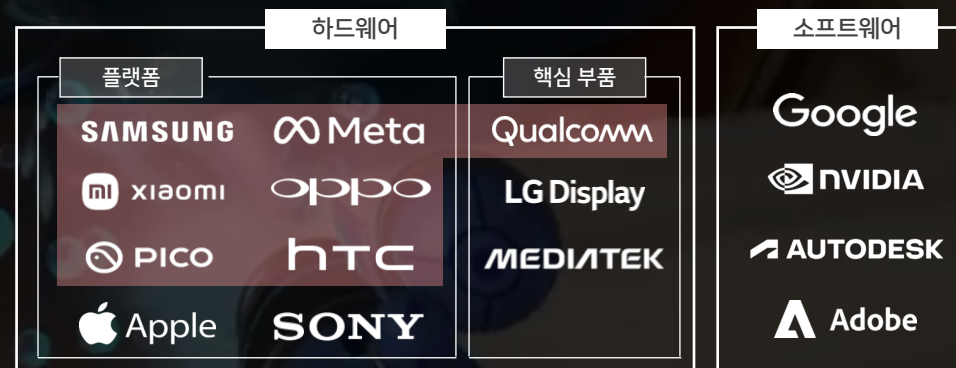 하드웨어
플랫폼
SAMSUNG
Meta
xiaomi
oppo
PICO
hTC
Apple
SONY
핵심 부품
Qualcomm
LG Display
MEDIATEK
소프트웨어
Google
NVIDIA
AUTODESK
Adobe